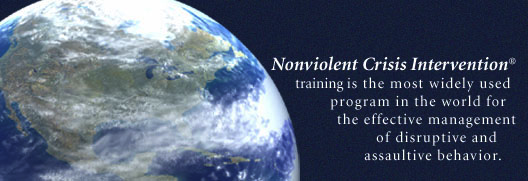 Nonviolent Crisis Intervention®
training is the most widely used
program in the world for
the effective management
of disruptive and
assaultive behavior.